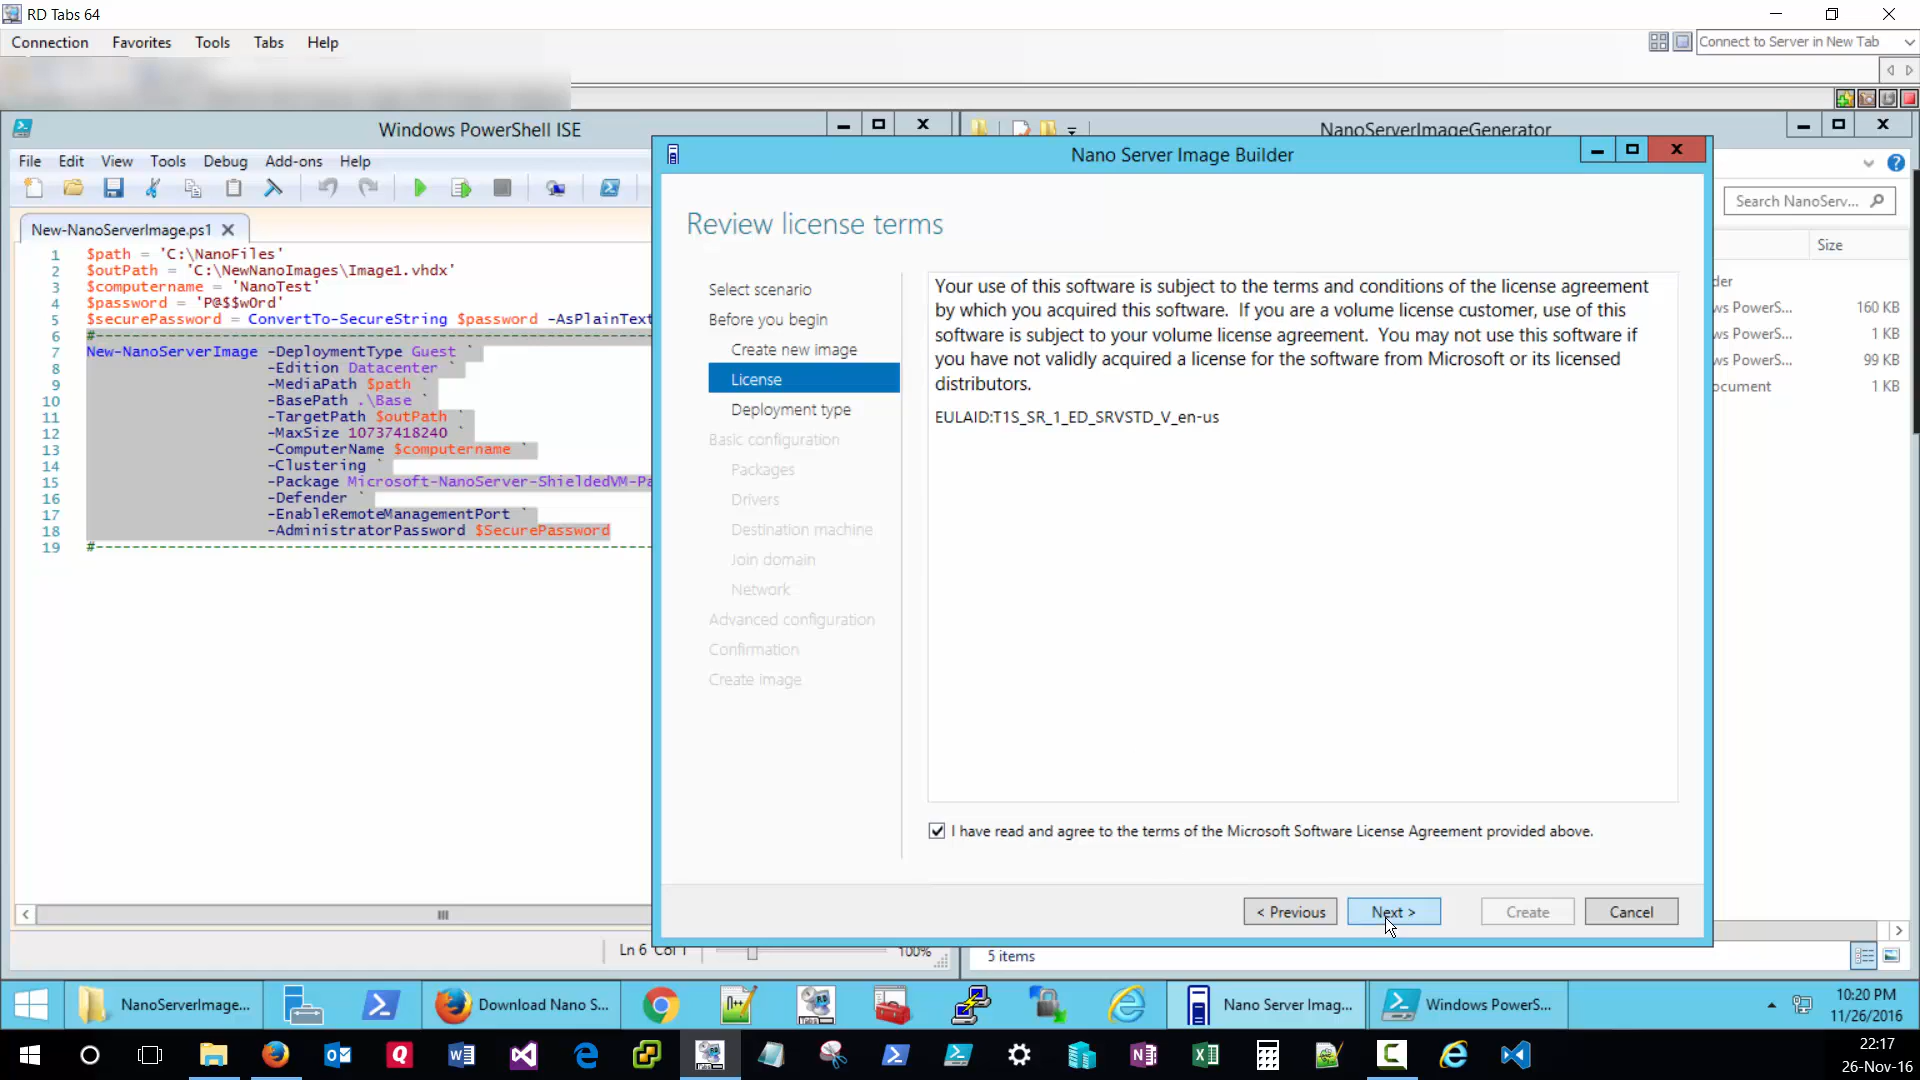 RD Tabs 64
Connection Favorites Tools Tabs Help
Connect to Server in New Tab
Windows PowerShell ISE
NanoServerImageGenerator
File Edit View Tools Debug Add-ons Help
New-NanoServerImage.ps1
1 $path = 'C:\NanoFiles'
2 $outPath = 'C:\NewNanoImages\Image1.vhdx'
3 $computername = 'NanoTest'
4 $password = 'P@$$w0rd'
5 $securePassword = ConvertTo-SecureString $password -AsPlainText
6 #--------------------------------------------------
7 New-NanoServerImage -DeploymentType Guest `
8 -Edition Datacenter `
9 -MediaPath $path `
10 -BasePath .\Base `
11 -TargetPath $outPath `
12 -MaxSize 10737418240 `
13 -ComputerName $computername `
14 -Clustering `
15 -Package Microsoft-NanoServer-ShieldedVM-Pa
16 -Defender `
17 -EnableRemoteManagementPort `
18 -AdministratorPassword $SecurePassword
19 #--------------------------------------------------
Ln 6 Col 1 100%
Nano Server Image Builder
Review license terms
Select scenario
Before you begin
Create new image
License
Deployment type
Basic configuration
Packages
Drivers
Destination machine
Join domain
Network
Advanced configuration
Confirmation
Create image
Your use of this software is subject to the terms and conditions of the license agreement
by which you acquired this software. If you are a volume license customer, use of this
software is subject to your volume license agreement. You may not use this software if
you have not validly acquired a license for the software from Microsoft or its licensed
distributors.
EULAID:T1S_SR_1_ED_SRVSTD_V_en-us
I have read and agree to the terms of the Microsoft Software License Agreement provided above.
< Previous Next > Create Cancel
Search NanoServ...
Size
der
ws PowerS... 160 KB
ws PowerS... 1 KB
ws PowerS... 99 KB
ocument 1 KB
5 items
NanoServerImage... Download Nano S... Nano Server Imag... Windows PowerS...
10:20 PM
11/26/2016
22:17
26-Nov-16